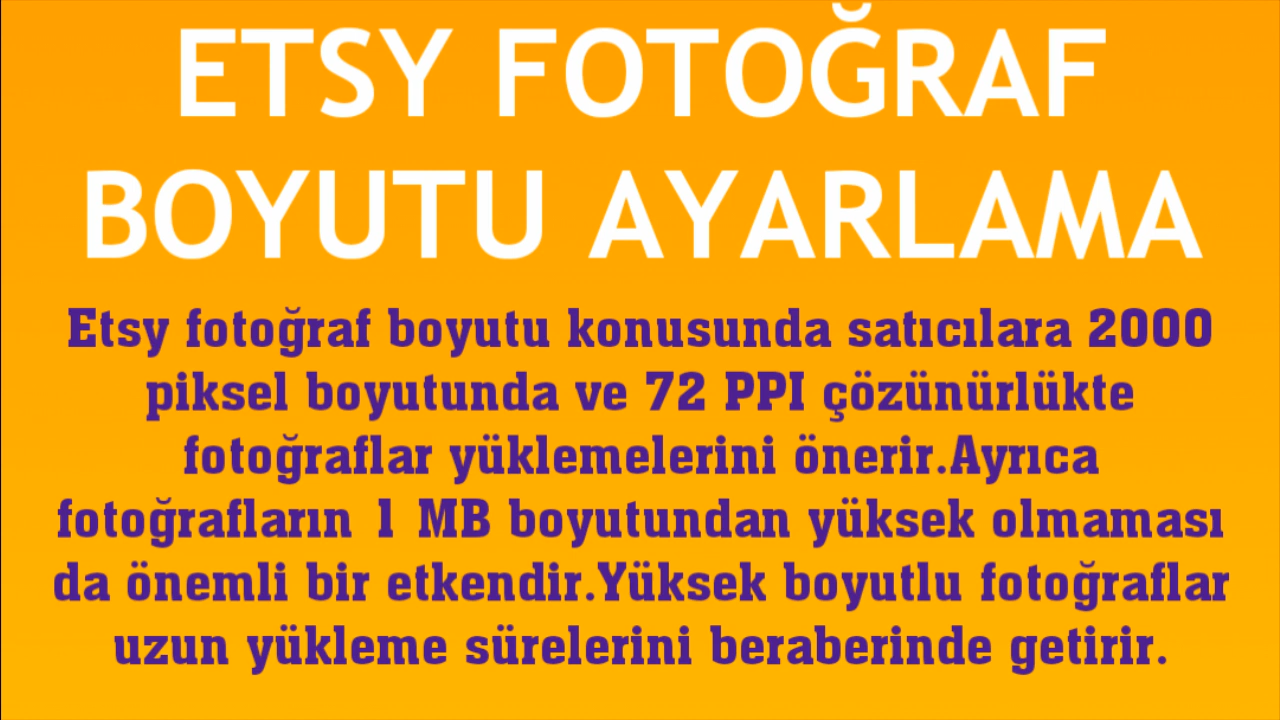 ETSY FOTOĞRAF
BOYUTU AYARLAMA
Etsy fotoğraf boyutu konusunda satıcılara 2000
piksel boyutunda ve 72 PPI çözünürlükte
fotoğraflar yüklemelerini önerir.Ayrıca
fotoğrafların 1 MB boyutundan yüksek olmaması
da önemli bir etkendir.Yüksek boyutlu fotoğraflar
uzun yükleme sürelerini beraberinde getirir.